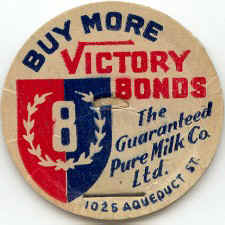 BUY MORE
VICTORY
BONDS
8
The
Guaranteed
Pure Milk Co.
Ltd.
1025 AQUEDUCT ST.